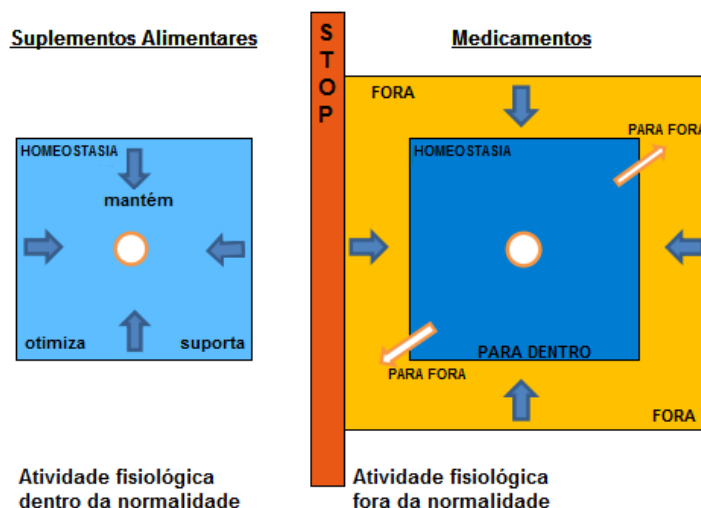 Suplementos Alimentares
HOMEOSTASIA
mantém
otimiza
suporta
Atividade fisiológica
dentro da normalidade
S
T
O
P
Medicamentos
FORA
PARA FORA
HOMEOSTASIA
PARA DENTRO
PARA FORA
FORA
Atividade fisiológica
fora da normalidade